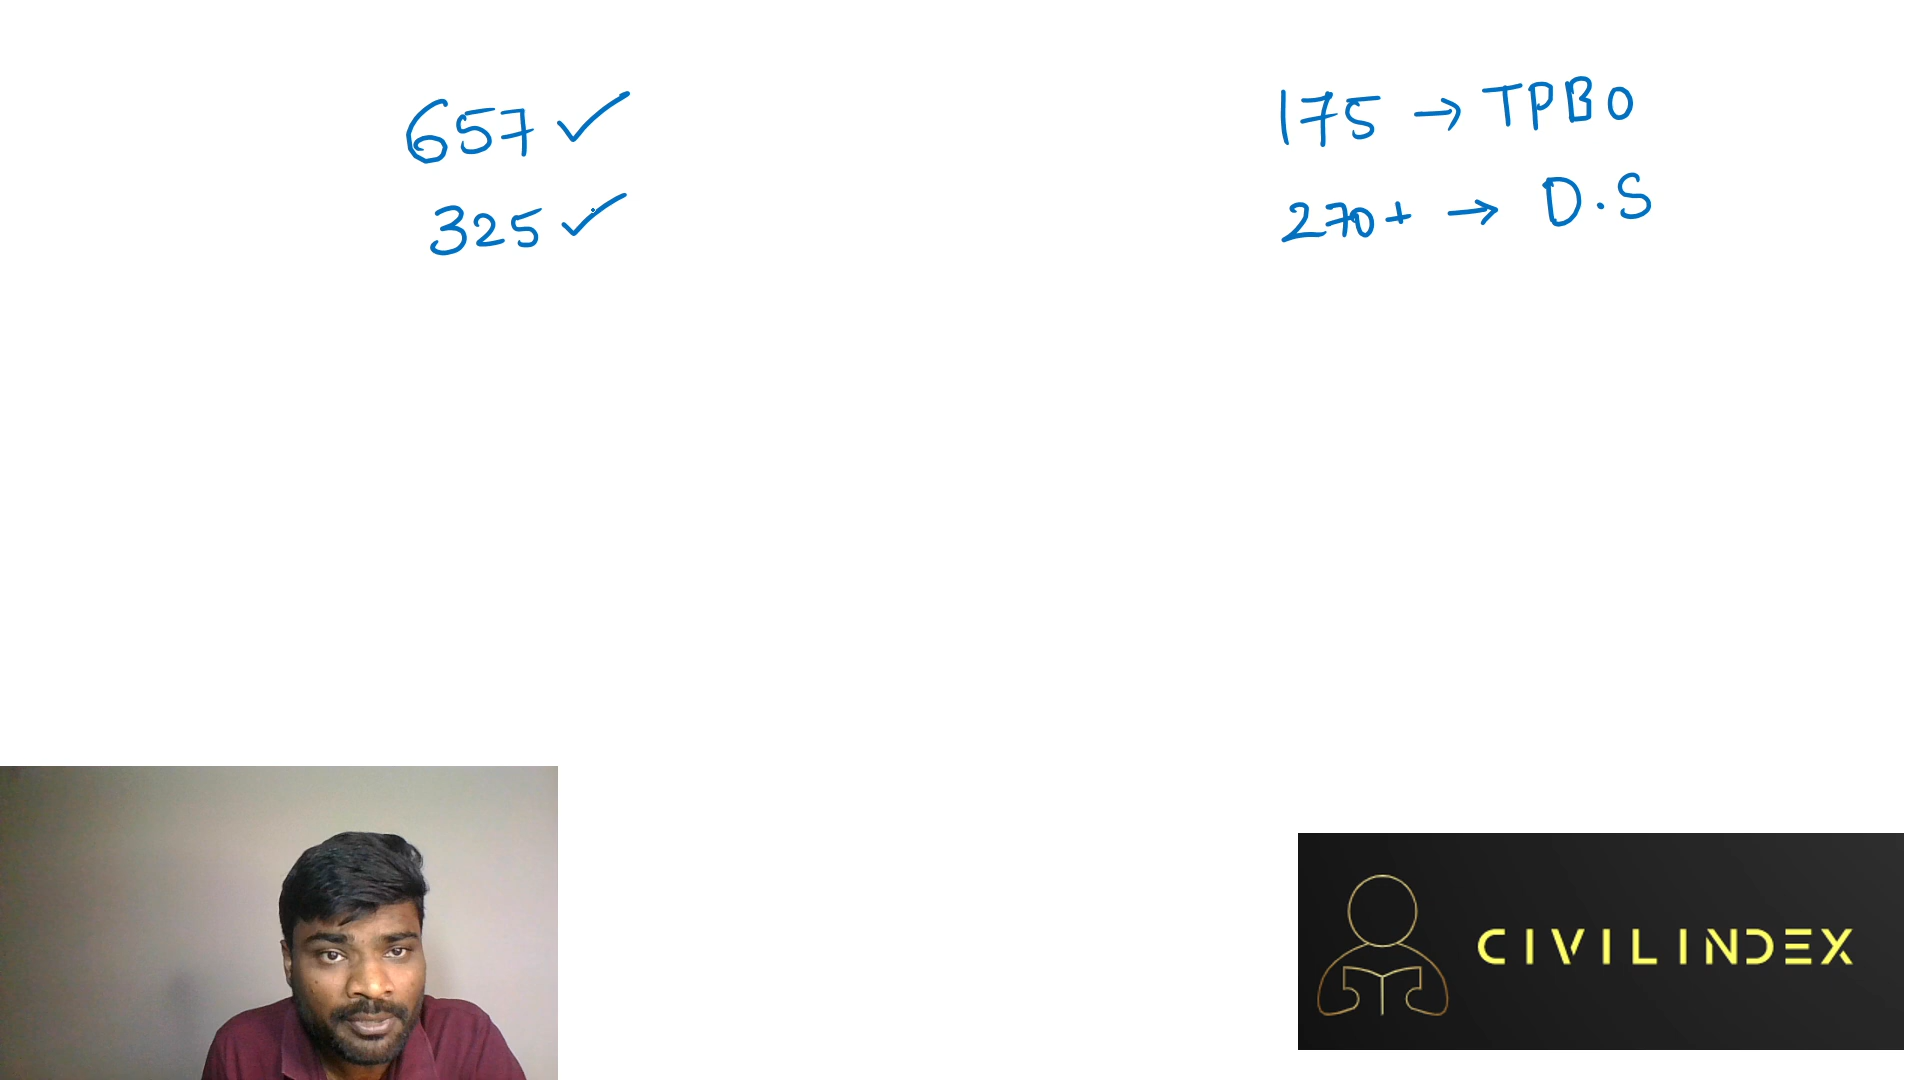 657 ✓
325 ✓
175 → TPBO
270+ → D.S
CIVILINDEX